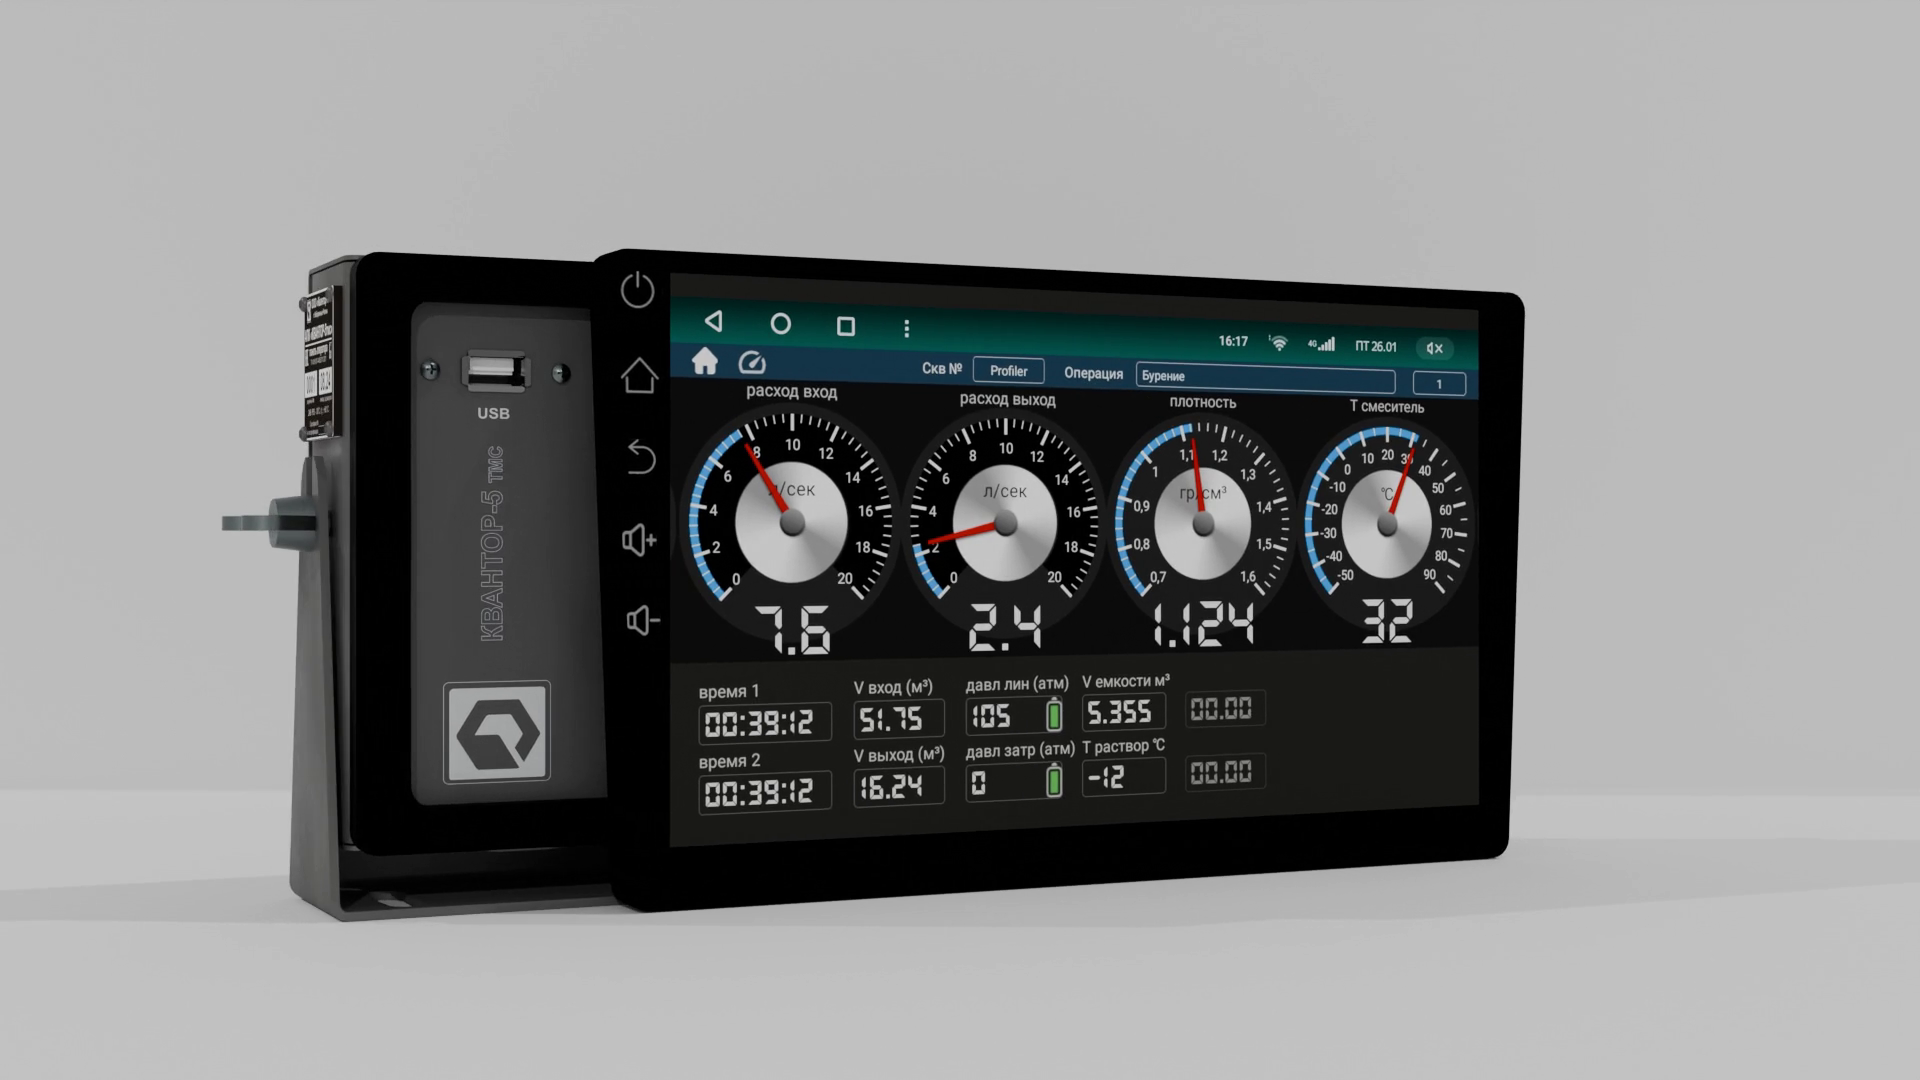 USB
КВАНТОР-5 тмс
16:17
4G
ПТ 26.01
Скв №
Profiler
Операция
Бурение
1
расход вход
0 2 4 6 8 10 12 14 16 18 20
л/сек
7.6
расход выход
0 2 4 6 8 10 12 14 16 18 20
л/сек
2.4
плотность
0,7 0,8 0,9 1 1,1 1,2 1,3 1,4 1,5 1,6
гр/см³
1.124
Т смеситель
-50 -40 -30 -20 -10 0 10 20 30 40 50 60 70 80 90
°С
32
время 1
00:39:12
V вход (м³)
51.75
давл лин (атм)
105
V емкости м³
5.355
00.00
время 2
00:39:12
V выход (м³)
16.24
давл затр (атм)
0
Т раствор °С
-12
00.00